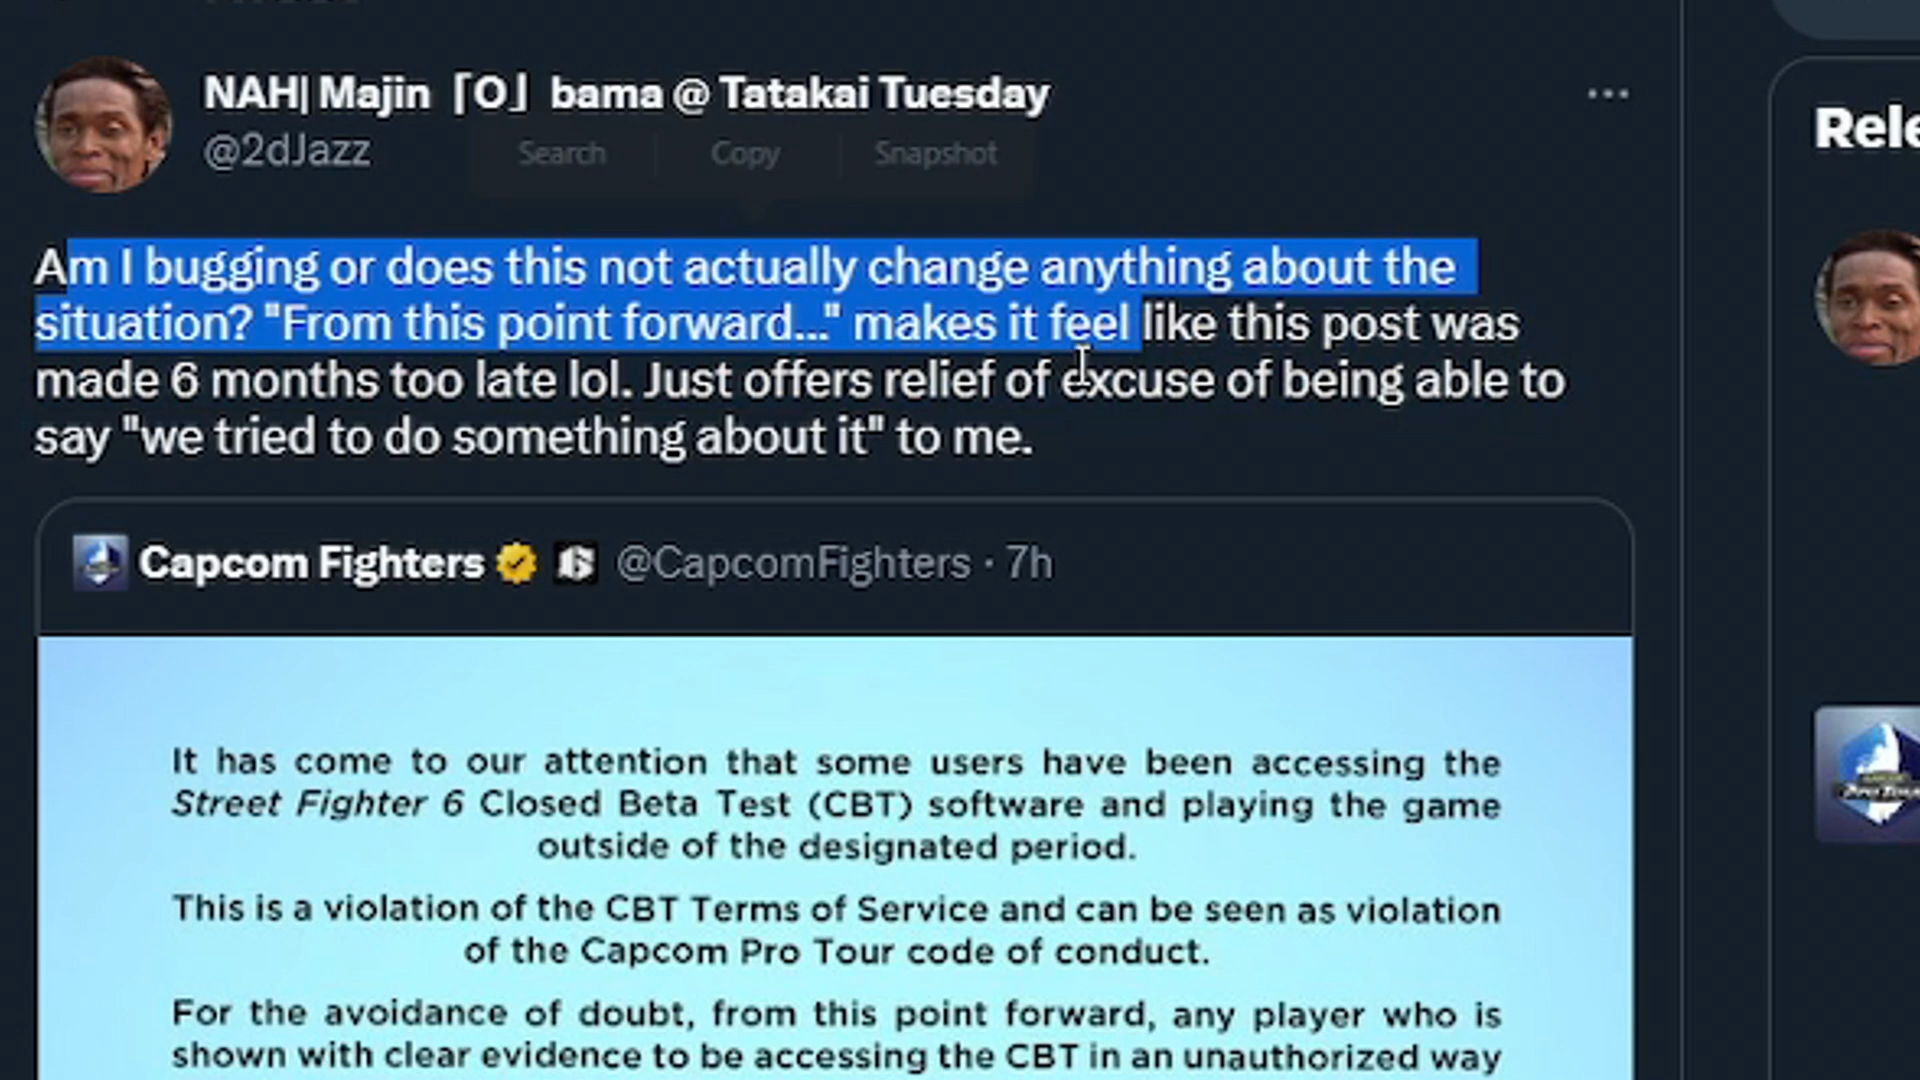 NAH| Majin「O」bama @ Tatakai Tuesday
@2dJazz
Search Copy Snapshot
Am I bugging or does this not actually change anything about the
situation? "From this point forward..." makes it feel like this post was
made 6 months too late lol. Just offers relief of excuse of being able to
say "we tried to do something about it" to me.
Capcom Fighters @CapcomFighters · 7h
It has come to our attention that some users have been accessing the
Street Fighter 6 Closed Beta Test (CBT) software and playing the game
outside of the designated period.
This is a violation of the CBT Terms of Service and can be seen as violation
of the Capcom Pro Tour code of conduct.
For the avoidance of doubt, from this point forward, any player who is
shown with clear evidence to be accessing the CBT in an unauthorized way
Rele